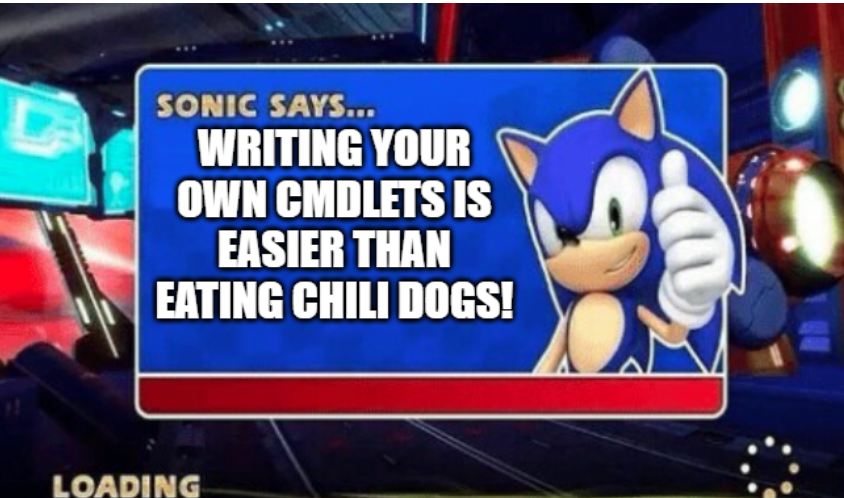 SONIC SAYS...
WRITING YOUR
OWN CMDLETS IS
EASIER THAN
EATING CHILI DOGS!
LOADING